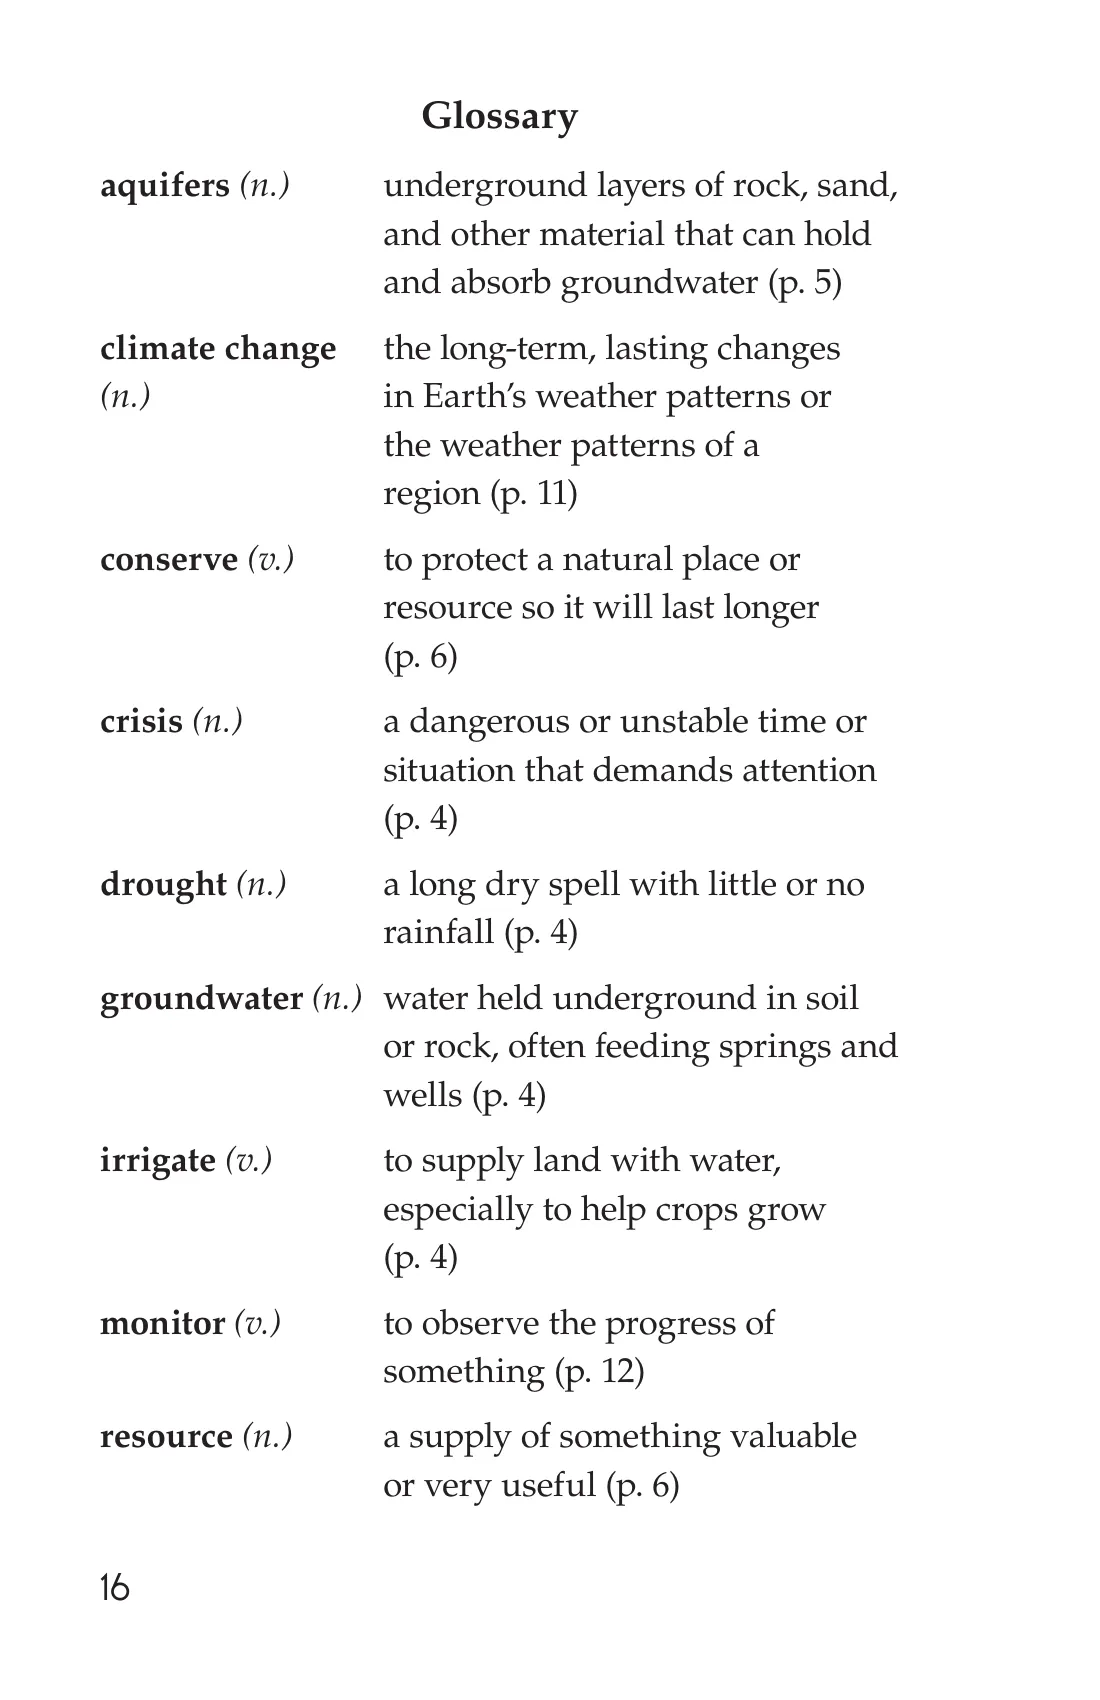 Glossary
aquifers (n.) underground layers of rock, sand,
and other material that can hold
and absorb groundwater (p. 5)
climate change the long-term, lasting changes
(n.) in Earth’s weather patterns or
the weather patterns of a
region (p. 11)
conserve (v.) to protect a natural place or
resource so it will last longer
(p. 6)
crisis (n.) a dangerous or unstable time or
situation that demands attention
(p. 4)
drought (n.) a long dry spell with little or no
rainfall (p. 4)
groundwater (n.) water held underground in soil
or rock, often feeding springs and
wells (p. 4)
irrigate (v.) to supply land with water,
especially to help crops grow
(p. 4)
monitor (v.) to observe the progress of
something (p. 12)
resource (n.) a supply of something valuable
or very useful (p. 6)
16